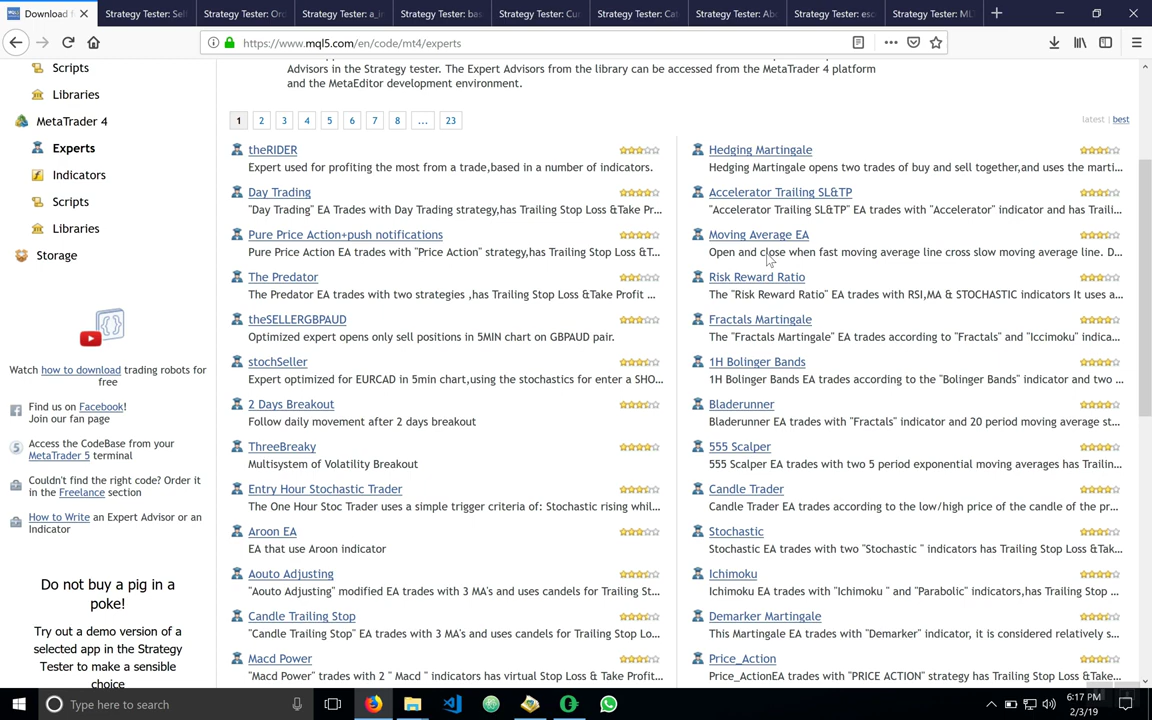 Download f
Strategy Tester: Sel
Strategy Tester: Ord
Strategy Tester: a_in
Strategy Tester: bas
Strategy Tester: Cur
Strategy Tester: Cat
Strategy Tester: Abo
Strategy Tester: esc
Strategy Tester: ML
https://www.mql5.com/en/code/mt4/experts
Scripts
Libraries
MetaTrader 4
Experts
Indicators
Scripts
Libraries
Storage
Watch how to download trading robots for
free
Find us on Facebook!
Join our fan page
Access the CodeBase from your
MetaTrader 5 terminal
Couldn't find the right code? Order it
in the Freelance section
How to Write an Expert Advisor or an
Indicator
Do not buy a pig in a
poke!
Try out a demo version of a
selected app in the Strategy
Tester to make a sensible
choice
Advisors in the Strategy tester. The Expert Advisors from the library can be accessed from the MetaTrader 4 platform
and the MetaEditor development environment.
1 2 3 4 5 6 7 8 ... 23
latest | best
theRIDER
Expert used for profiting the most from a trade,based in a number of indicators.
Day Trading
"Day Trading" EA Trades with Day Trading strategy,has Trailing Stop Loss &Take Pr...
Pure Price Action+push notifications
Pure Price Action EA trades with "Price Action" strategy,has Trailing Stop Loss &T...
The Predator
The Predator EA trades with two strategies ,has Trailing Stop Loss &Take Profit ...
theSELLERGBPAUD
Optimized expert opens only sell positions in 5MIN chart on GBPAUD pair.
stochSeller
Expert optimized for EURCAD in 5min chart,using the stochastics for enter a SHO...
2 Days Breakout
Follow daily movement after 2 days breakout
ThreeBreaky
Multisystem of Volatility Breakout
Entry Hour Stochastic Trader
The One Hour Stoc Trader uses a simple trigger criteria of: Stochastic rising whil...
Aroon EA
EA that use Aroon indicator
Aouto Adjusting
"Aouto Adjusting" modified EA trades with 3 MA's and uses candels for Trailing St...
Candle Trailing Stop
"Candle Trailing Stop" EA trades with 3 MA's and uses candels for Trailing Stop Lo...
Macd Power
"Macd Power" trades with 2 " Macd " indicators has virtual Stop Loss & Take Profit...
Hedging Martingale
Hedging Martingale opens two trades of buy and sell together,and uses the marti...
Accelerator Trailing SL&TP
"Accelerator Trailing SL&TP" EA trades with "Accelerator" indicator and has Traili...
Moving Average EA
Open and close when fast moving average line cross slow moving average line. D...
Risk Reward Ratio
The "Risk Reward Ratio" EA trades with RSI,MA & STOCHASTIC indicators It uses a...
Fractals Martingale
The "Fractals Martingale" EA trades according to "Fractals" and "Iccimoku" indica...
1H Bolinger Bands
1H Bolinger Bands EA trades according to the "Bolinger Bands" indicator and two ...
Bladerunner
Bladerunner EA trades with "Fractals" indicator and 20 period moving average st...
555 Scalper
555 Scalper EA trades with two 5 period exponential moving averages has Trailin...
Candle Trader
Candle Trader EA trades according to the low/high price of the candle of the pr...
Stochastic
Stochastic EA trades with two "Stochastic " indicators has Trailing Stop Loss &Tak...
Ichimoku
Ichimoku EA trades with "Ichimoku " and "Parabolic" indicators,has Trailing Stop ...
Demarker Martingale
This Martingale EA trades with "Demarker" indicator, it is considered relatively s...
Price_Action
Price_ActionEA trades with "PRICE ACTION" strategy has Trailing Stop Loss &Take...
Type here to search
6:17 PM
2/3/19